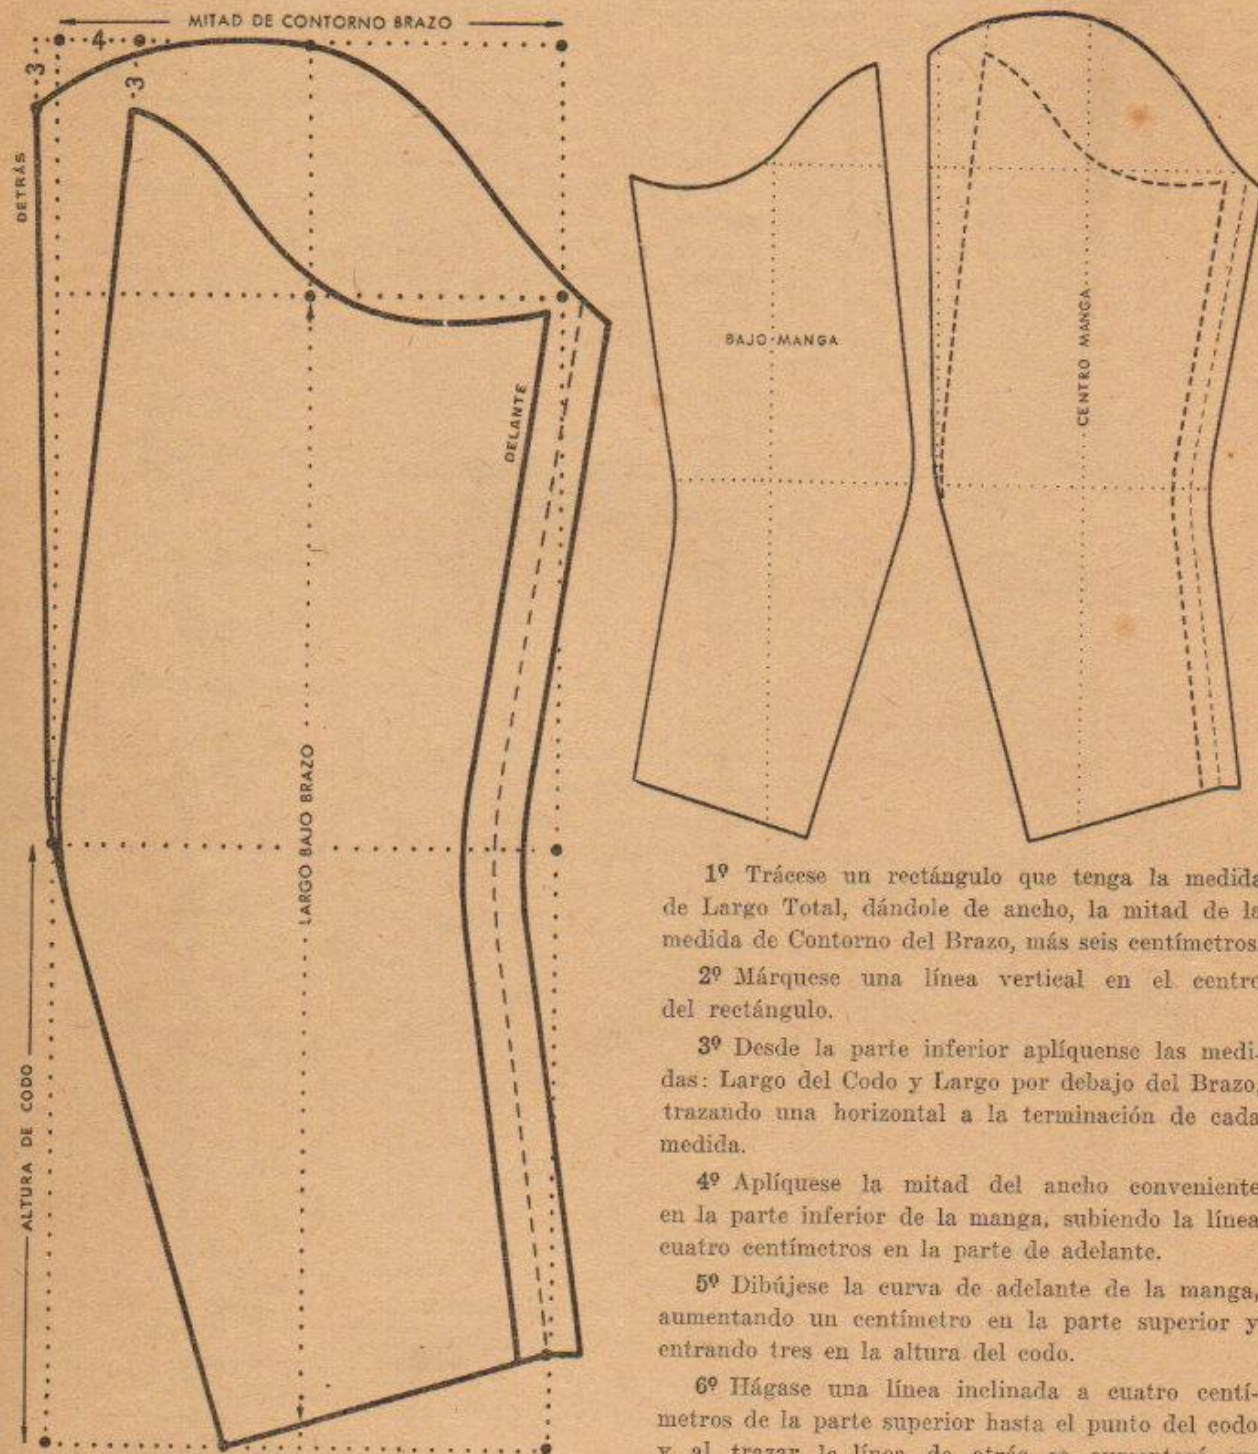 MITAD DE CONTORNO BRAZO
4
3
3
DETRÁS
DELANTE
LARGO BAJO BRAZO
ALTURA DE CODO
BAJO MANGA
CENTRO MANGA
1º Trácese un rectángulo que tenga la medida
de Largo Total, dándole de ancho, la mitad de la
medida de Contorno del Brazo, más seis centímetros
2º Márquese una línea vertical en el centro
del rectángulo.
3º Desde la parte inferior aplíquense las medi-
das: Largo del Codo y Largo por debajo del Brazo,
trazando una horizontal a la terminación de cada
medida.
4º Aplíquese la mitad del ancho conveniente
en la parte inferior de la manga, subiendo la línea
cuatro centímetros en la parte de adelante.
5º Dibújese la curva de adelante de la manga,
aumentando un centímetro en la parte superior y
entrando tres en la altura del codo.
6º Hágase una línea inclinada a cuatro centí-
metros de la parte superior hasta el punto del codo
y al trazar la línea de atrás se